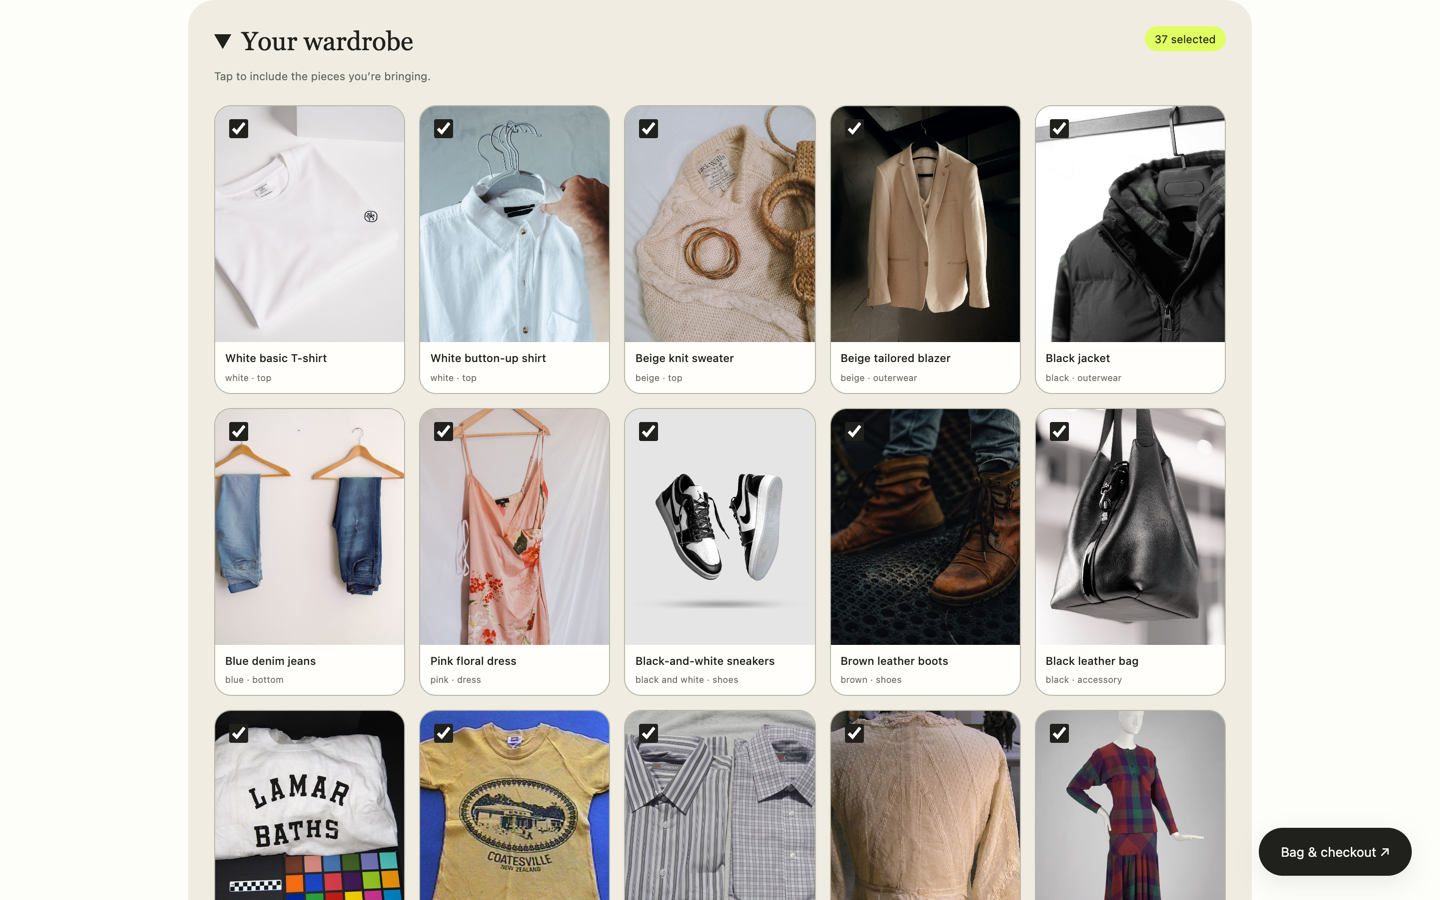 Your wardrobe
37 selected
Tap to include the pieces you're bringing.
White basic T-shirt
white · top
White button-up shirt
white · top
Beige knit sweater
beige · top
Beige tailored blazer
beige · outerwear
Black jacket
black · outerwear
Blue denim jeans
blue · bottom
Pink floral dress
pink · dress
Black-and-white sneakers
black and white · shoes
Brown leather boots
brown · shoes
Black leather bag
black · accessory
LAMAR
BATHS
COATESVILLE
NEW ZEALAND
Bag & checkout ↗